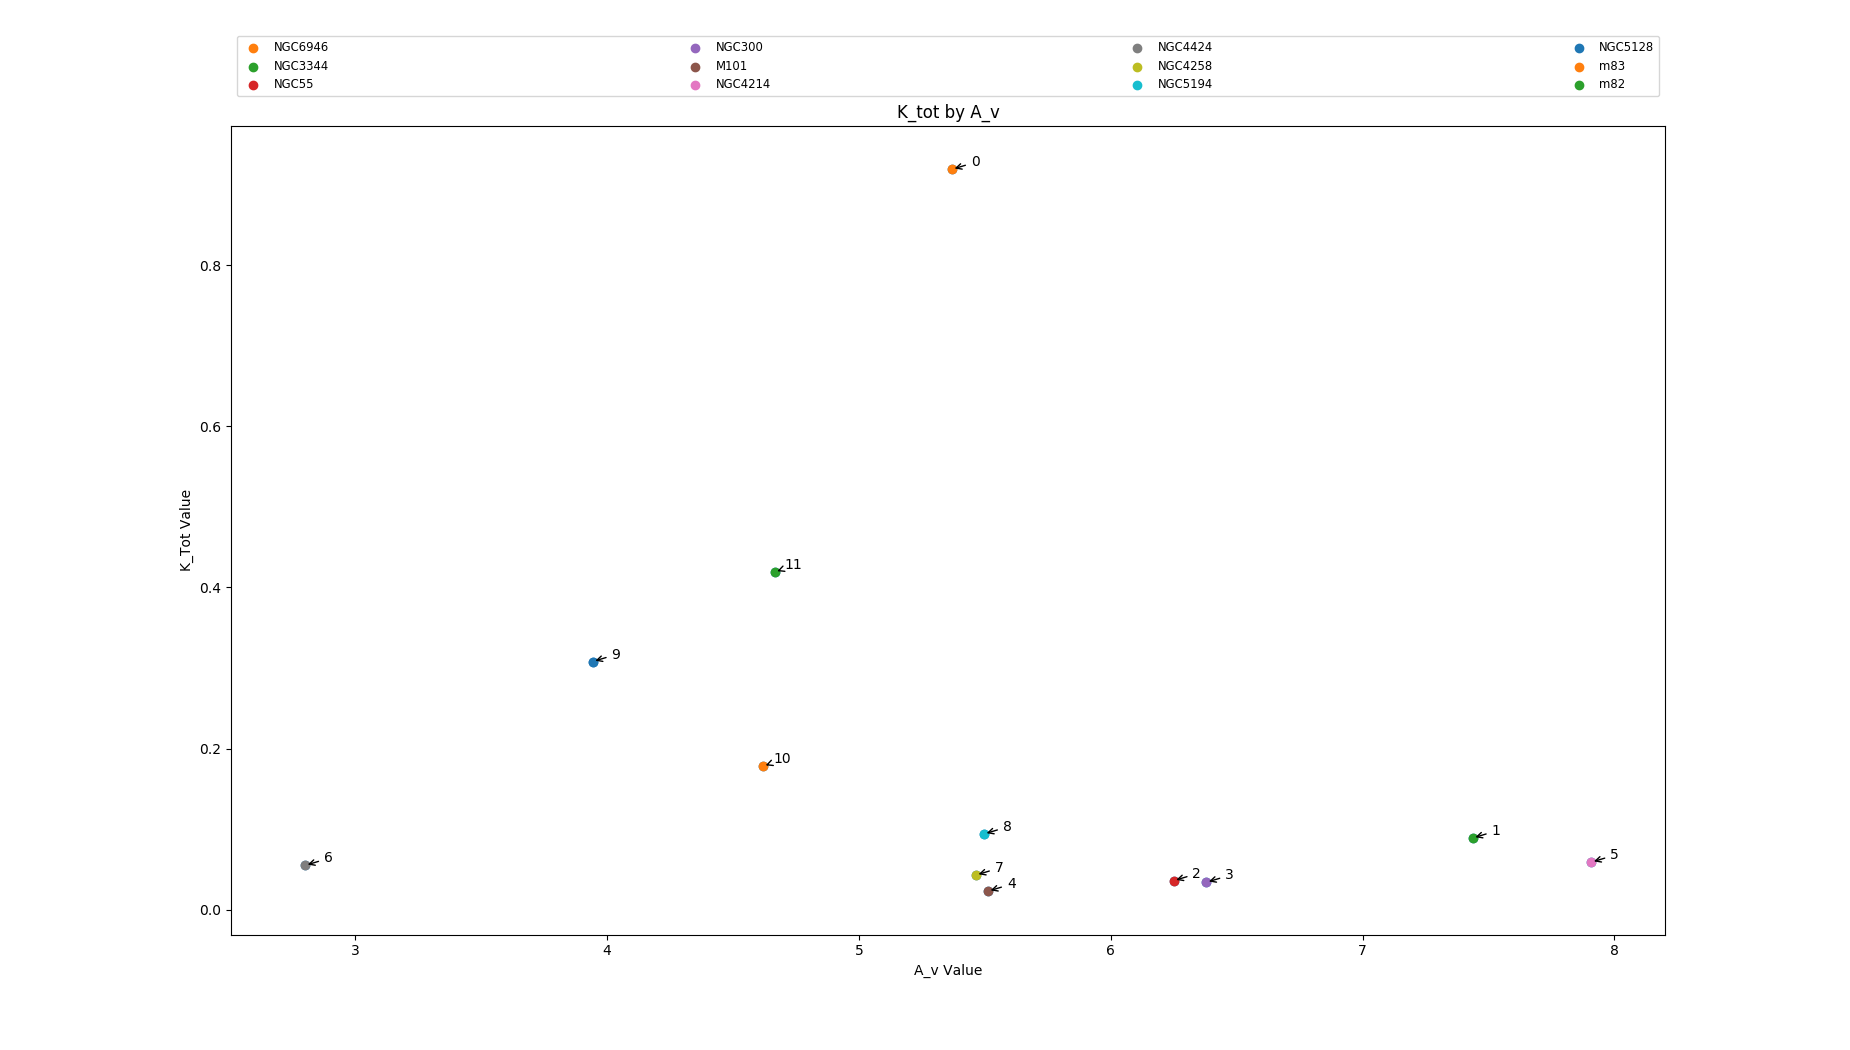 NGC6946 NGC300 NGC4424 NGC5128
NGC3344 M101 NGC4258 m83
NGC55 NGC4214 NGC5194 m82
K_tot by A_v
0
0.8
0.6
11
0.4
9
0.2
10
8
1
6
5
7
2
3
4
0.0
K_Tot Value
3 4 5 6 7 8
A_v Value